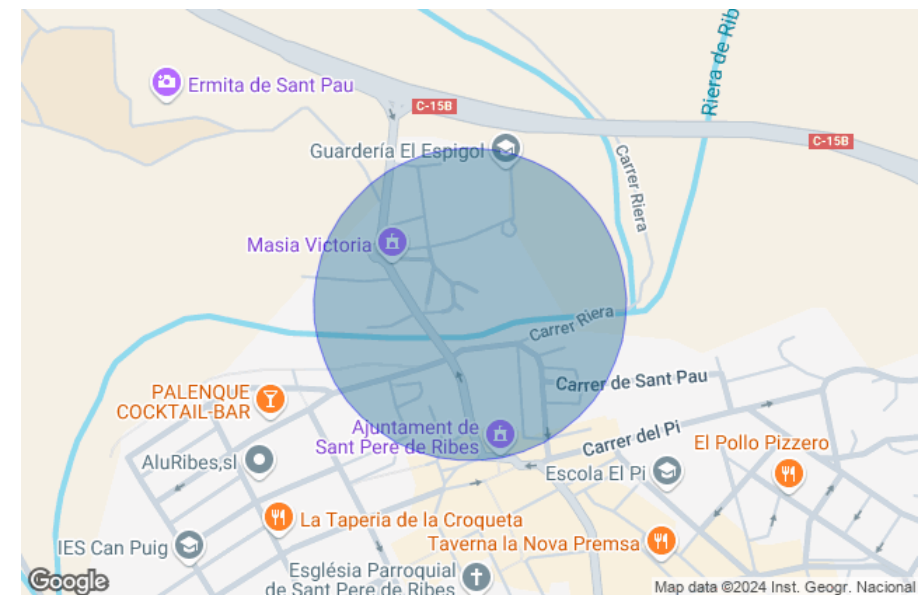 Riera de Rib
Ermita de Sant Pau
C-15B
C-15B
Guardería El Espigol
Carrer Riera
Masia Victoria
Carrer Riera
Carrer de Sant Pau
PALENQUE
COCKTAIL-BAR
Ajuntament de
Sant Pere de Ribes
Carrer del Pi
El Pollo Pizzero
AluRibes,sl
Escola El Pi
La Taperia de la Croqueta
Taverna la Nova Premsa
IES Can Puig
Església Parroquial
de Sant Pere de Ribes
Google
Map data ©2024 Inst. Geogr. Nacional